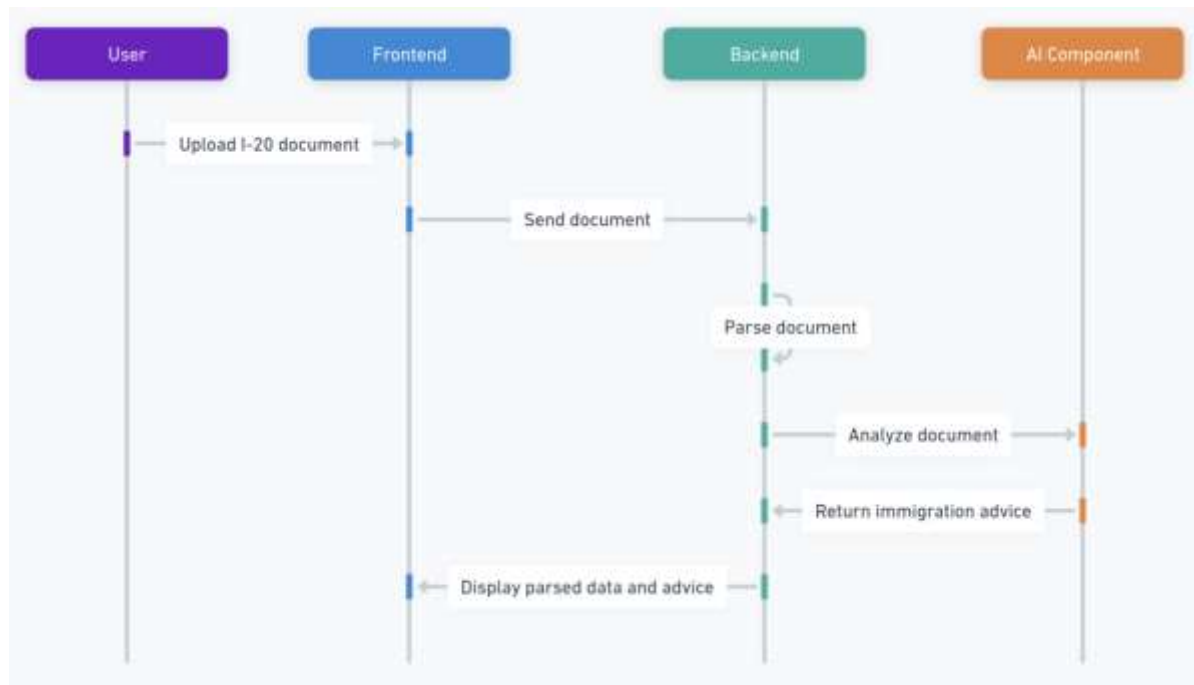 User
Frontend
Backend
AI Component
Upload I-20 document
Send document
Parse document
Analyze document
Return immigration advice
Display parsed data and advice